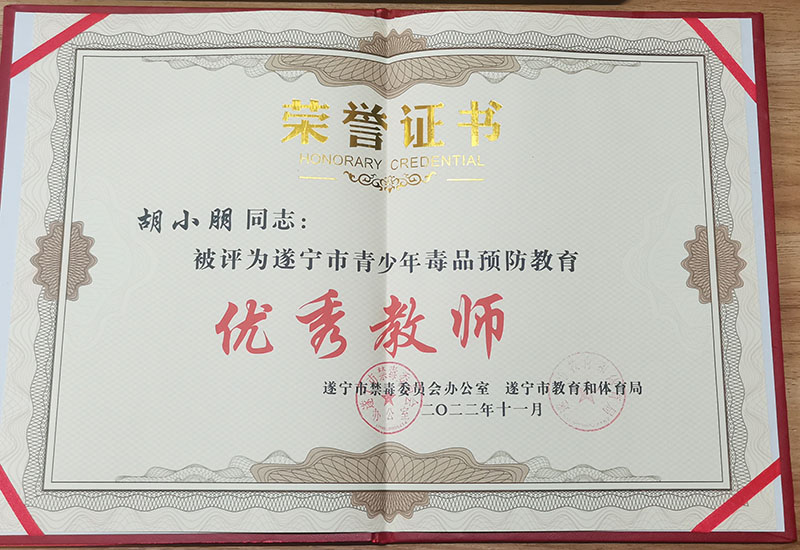 荣誉证书
HONORARY CREDENTIAL
胡小朋同志：
被评为遂宁市青少年毒品预防教育
优秀教师
遂宁市禁毒委员会办公室 遂宁市教育和体育局
二〇二二年十一月